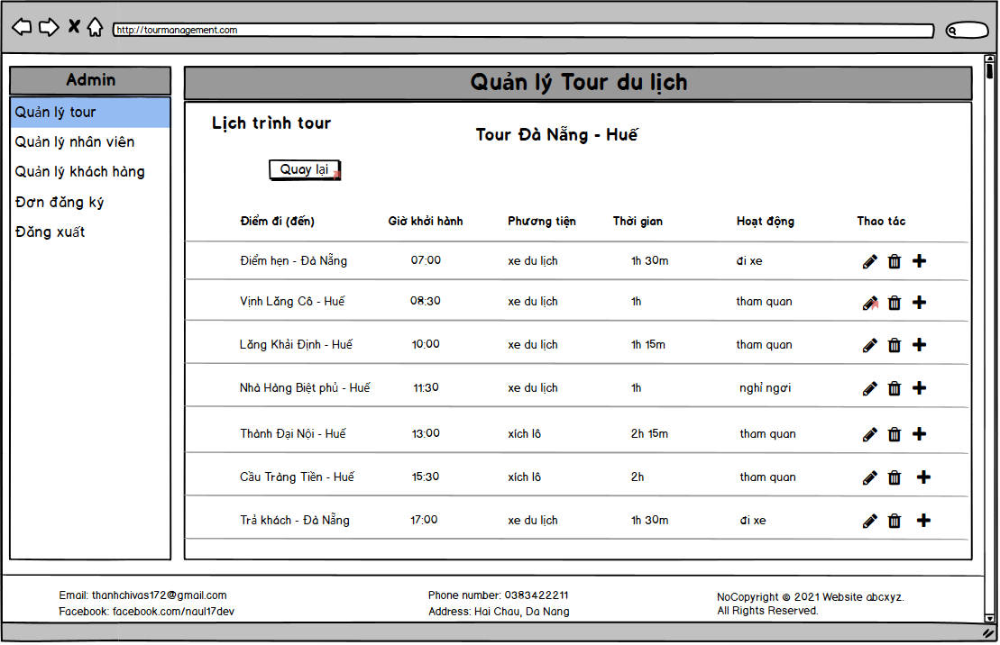 http://tourmanagement.com
Admin
Quản lý tour
Quản lý nhân viên
Quản lý khách hàng
Đơn đăng ký
Đăng xuất
Quản lý Tour du lịch
Lịch trình tour
Tour Đà Nẵng - Huế
Quay lại
Điểm đi (đến) Giờ khởi hành Phương tiện Thời gian Hoạt động Thao tác
Điểm hẹn - Đà Nẵng 07:00 xe du lịch 1h 30m đi xe
Vịnh Lăng Cô - Huế 08:30 xe du lịch 1h tham quan
Lăng Khải Định - Huế 10:00 xe du lịch 1h 15m tham quan
Nhà Hàng Biệt phủ - Huế 11:30 xe du lịch 1h nghỉ ngơi
Thành Đại Nội - Huế 13:00 xích lô 2h 15m tham quan
Cầu Tràng Tiền - Huế 15:30 xích lô 2h tham quan
Trả khách - Đà Nẵng 17:00 xe du lịch 1h 30m đi xe
Email: thanhchivas172@gmail.com
Facebook: facebook.com/naul17dev
Phone number: 0383422211
Address: Hai Chau, Da Nang
NoCopyright © 2021 Website abcxyz.
All Rights Reserved.